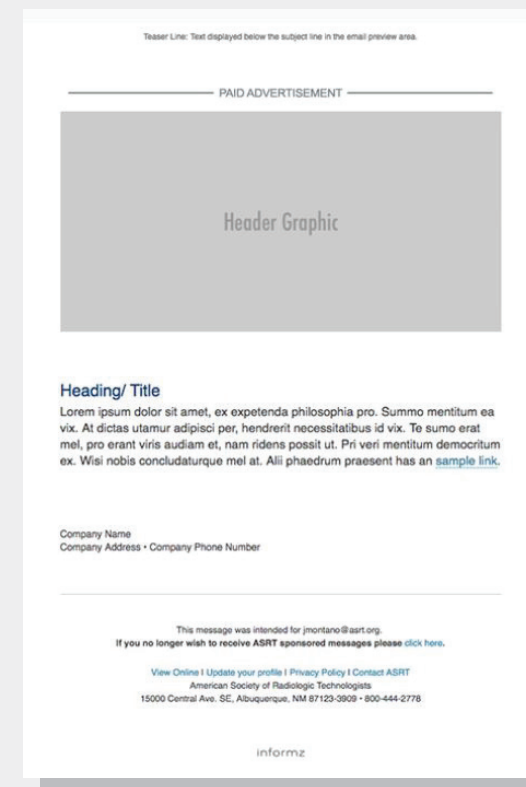 Teaser Line: Text displayed below the subject line in the email preview area.
PAID ADVERTISEMENT
Header Graphic
Heading/ Title
Lorem ipsum dolor sit amet, ex expetenda philosophia pro. Summo mentitum ea
vix. At dictas utamur adipisci per, hendrerit necessitatibus id vix. Te sumo erat
mel, pro erant viris audiam et, nam ridens possit ut. Pri veri mentitum democritum
ex. Wisi nobis concludaturque mel at. Alii phaedrum praesent has an sample link.
Company Name
Company Address • Company Phone Number
This message was intended for jmontano@asrt.org.
If you no longer wish to receive ASRT sponsored messages please click here.
View Online I Update your profile I Privacy Policy I Contact ASRT
American Society of Radiologic Technologists
15000 Central Ave. SE, Albuquerque, NM 87123-3909 • 800-444-2778
informz